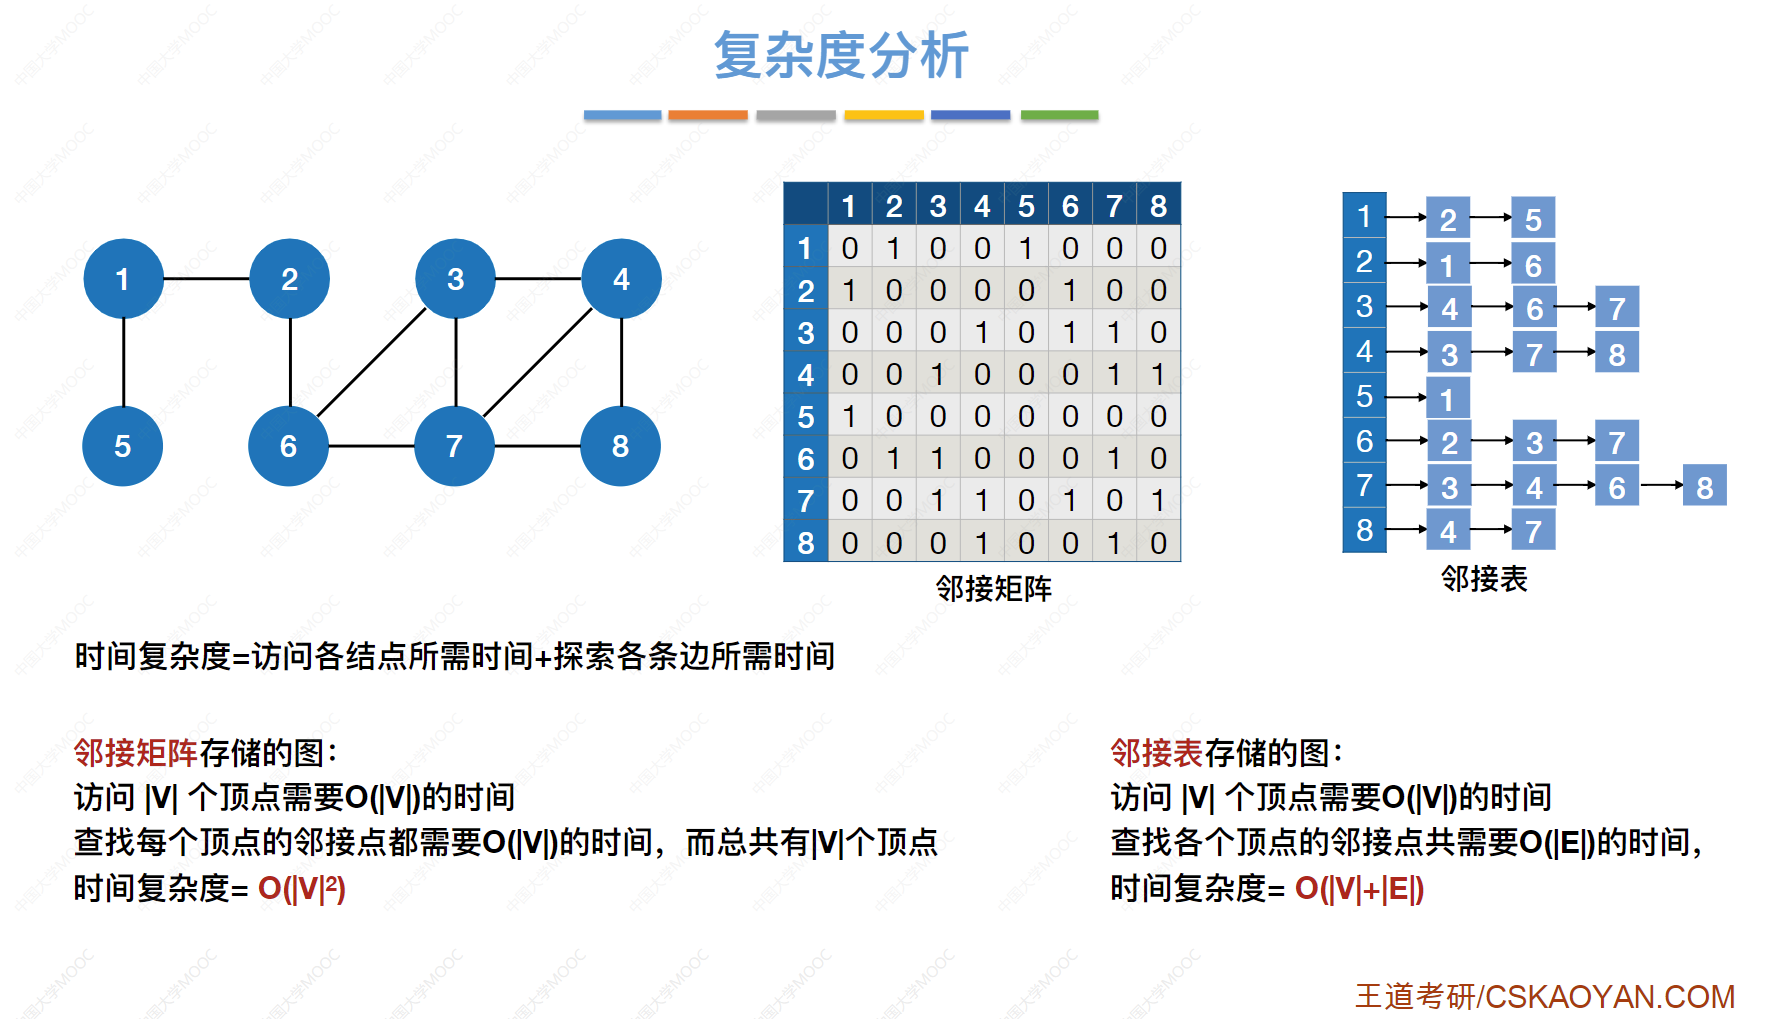 复杂度分析
1 2 3 4
5 6 7 8
1 2 3 4 5 6 7 8
1 0 1 0 0 1 0 0 0
2 1 0 0 0 0 1 0 0
3 0 0 0 1 0 1 1 0
4 0 0 1 0 0 0 1 1
5 1 0 0 0 0 0 0 0
6 0 1 1 0 0 0 1 0
7 0 0 1 1 0 1 0 1
8 0 0 0 1 0 0 1 0
邻接矩阵
1 2 5
2 1 6
3 4 6 7
4 3 7 8
5 1
6 2 3 7
7 3 4 6 8
8 4 7
邻接表
时间复杂度=访问各结点所需时间+探索各条边所需时间
邻接矩阵存储的图：
访问 |V| 个顶点需要O(|V|)的时间
查找每个顶点的邻接点都需要O(|V|)的时间，而总共有|V|个顶点
时间复杂度= O(|V|²)
邻接表存储的图：
访问 |V| 个顶点需要O(|V|)的时间
查找各个顶点的邻接点共需要O(|E|)的时间，
时间复杂度= O(|V|+|E|)
王道考研/CSKAOYAN.COM
中国大学MOOC